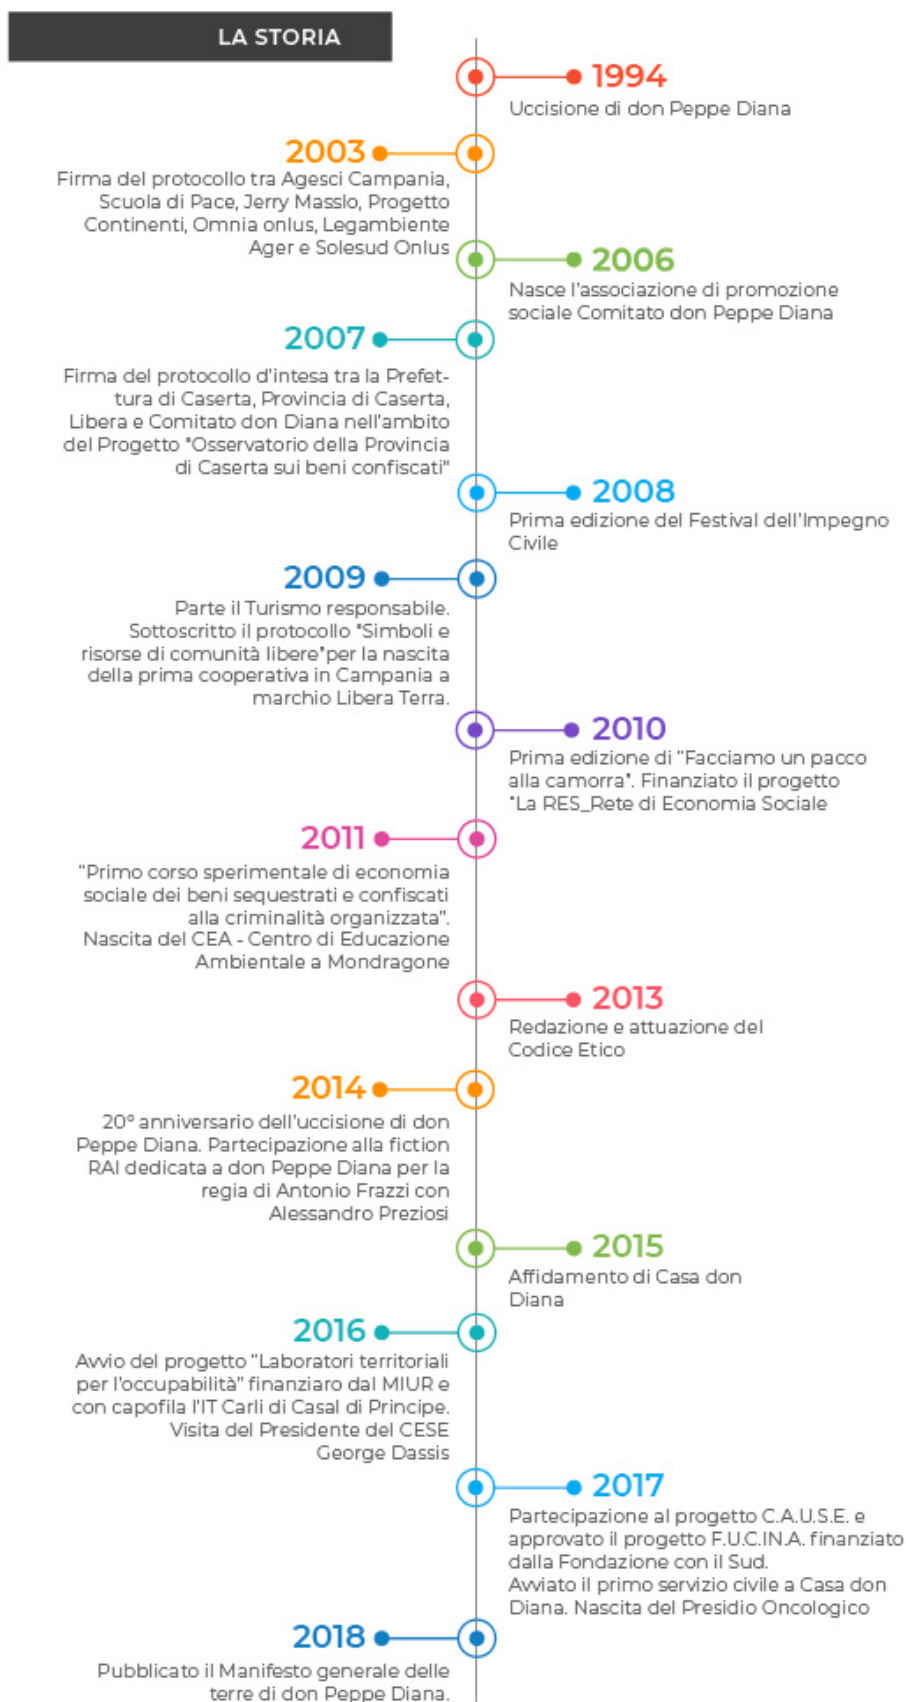 LA STORIA
1994
Uccisione di don Peppe Diana
2003
Firma del protocollo tra Agesci Campania,
Scuola di Pace, Jerry Masslo, Progetto
Continenti, Omnia onlus, Legambiente
Ager e Solesud Onlus
2006
Nasce l'associazione di promozione
sociale Comitato don Peppe Diana
2007
Firma del protocollo d'intesa tra la Prefet-
tura di Caserta, Provincia di Caserta,
Libera e Comitato don Diana nell'ambito
del Progetto "Osservatorio della Provincia
di Caserta sui beni confiscati"
2008
Prima edizione del Festival dell'Impegno
Civile
2009
Parte il Turismo responsabile.
Sottoscritto il protocollo "Simboli e
risorse di comunità libere"per la nascita
della prima cooperativa in Campania a
marchio Libera Terra.
2010
Prima edizione di "Facciamo un pacco
alla camorra". Finanziato il progetto
"La RES_Rete di Economia Sociale
2011
"Primo corso sperimentale di economia
sociale dei beni sequestrati e confiscati
alla criminalità organizzata".
Nascita del CEA - Centro di Educazione
Ambientale a Mondragone
2013
Redazione e attuazione del
Codice Etico
2014
20° anniversario dell'uccisione di don
Peppe Diana. Partecipazione alla fiction
RAI dedicata a don Peppe Diana per la
regia di Antonio Frazzi con
Alessandro Preziosi
2015
Affidamento di Casa don
Diana
2016
Avvio del progetto "Laboratori territoriali
per l'occupabilità" finanziaro dal MIUR e
con capofila l'IT Carli di Casal di Principe.
Visita del Presidente del CESE
George Dassis
2017
Partecipazione al progetto C.A.U.S.E. e
approvato il progetto F.U.C.IN.A. finanziato
dalla Fondazione con il Sud.
Avviato il primo servizio civile a Casa don
Diana. Nascita del Presidio Oncologico
2018
Pubblicato il Manifesto generale delle
terre di don Peppe Diana.